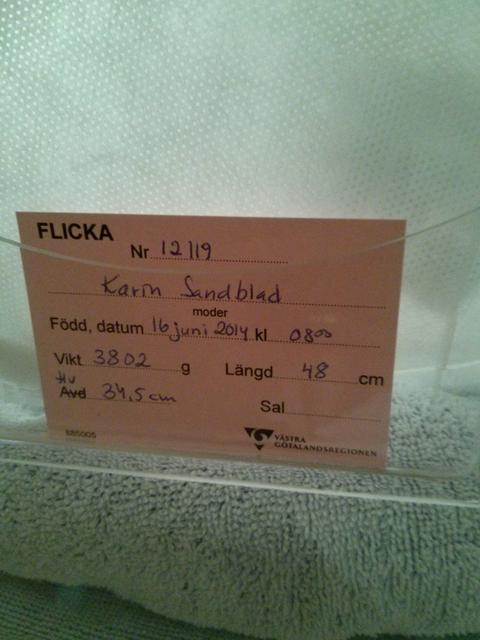 FLICKA
Nr 12119
Karin Sandblad
moder
Född, datum 16 juni 2014 kl 08⁰⁰
Vikt 3802 g Längd 48 cm
Hu
Avd 34,5 cm
Sal
885005
VÄSTRA
GÖTALANDSREGIONEN